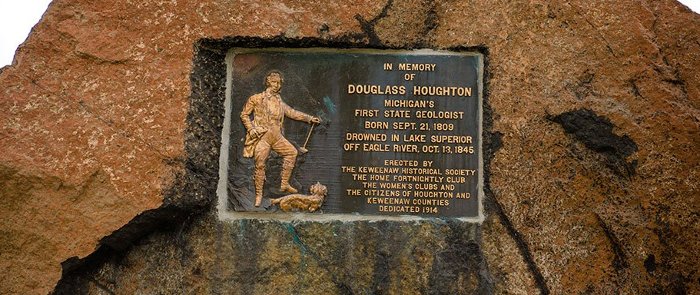 IN MEMORY
OF
DOUGLASS HOUGHTON
MICHIGAN'S
FIRST STATE GEOLOGIST
BORN SEPT. 21, 1809
DROWNED IN LAKE SUPERIOR
OFF EAGLE RIVER, OCT. 13, 1845.
ERECTED BY
THE KEWEENAW HISTORICAL SOCIETY
THE HOME FORTNIGHTLY CLUB
THE WOMEN'S CLUBS AND
THE CITIZENS OF HOUGHTON AND
KEWEENAW COUNTIES
DEDICATED 1914